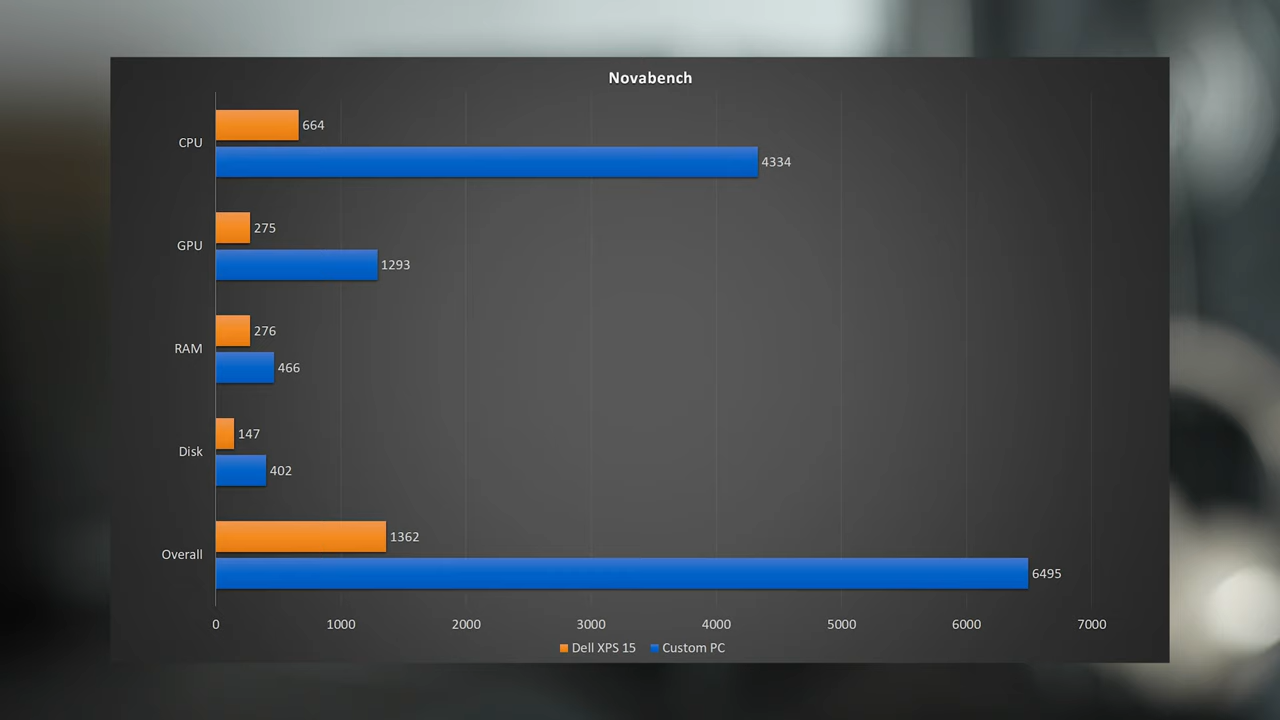 Novabench
CPU
664
4334
GPU
275
1293
RAM
276
466
Disk
147
402
Overall
1362
6495
0 1000 2000 3000 4000 5000 6000 7000
Dell XPS 15 Custom PC